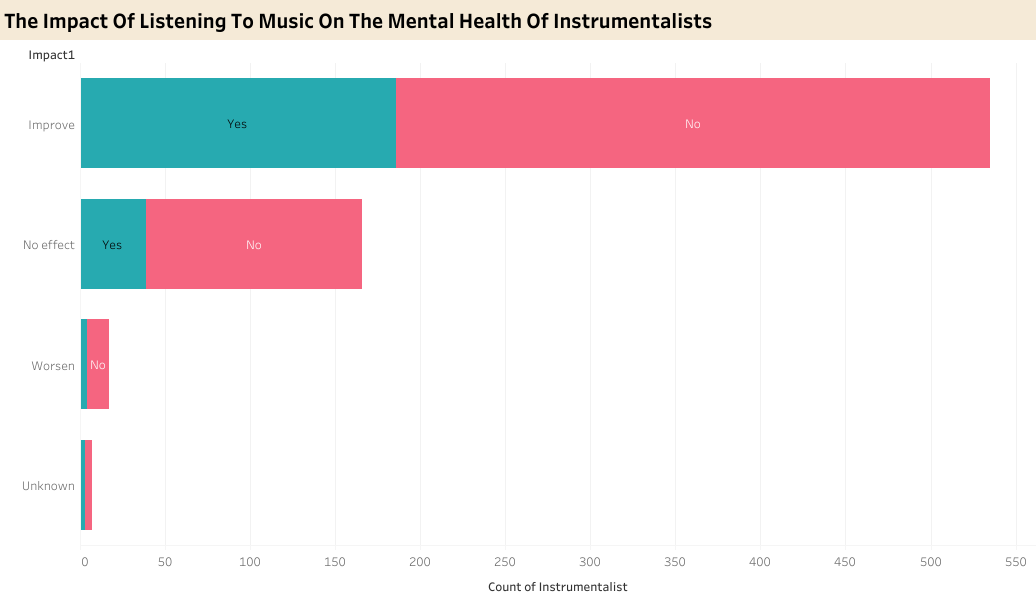 The Impact Of Listening To Music On The Mental Health Of Instrumentalists
Impact1
Improve
Yes
No
No effect
Yes
No
Worsen
No
Unknown
0 50 100 150 200 250 300 350 400 450 500 550
Count of Instrumentalist